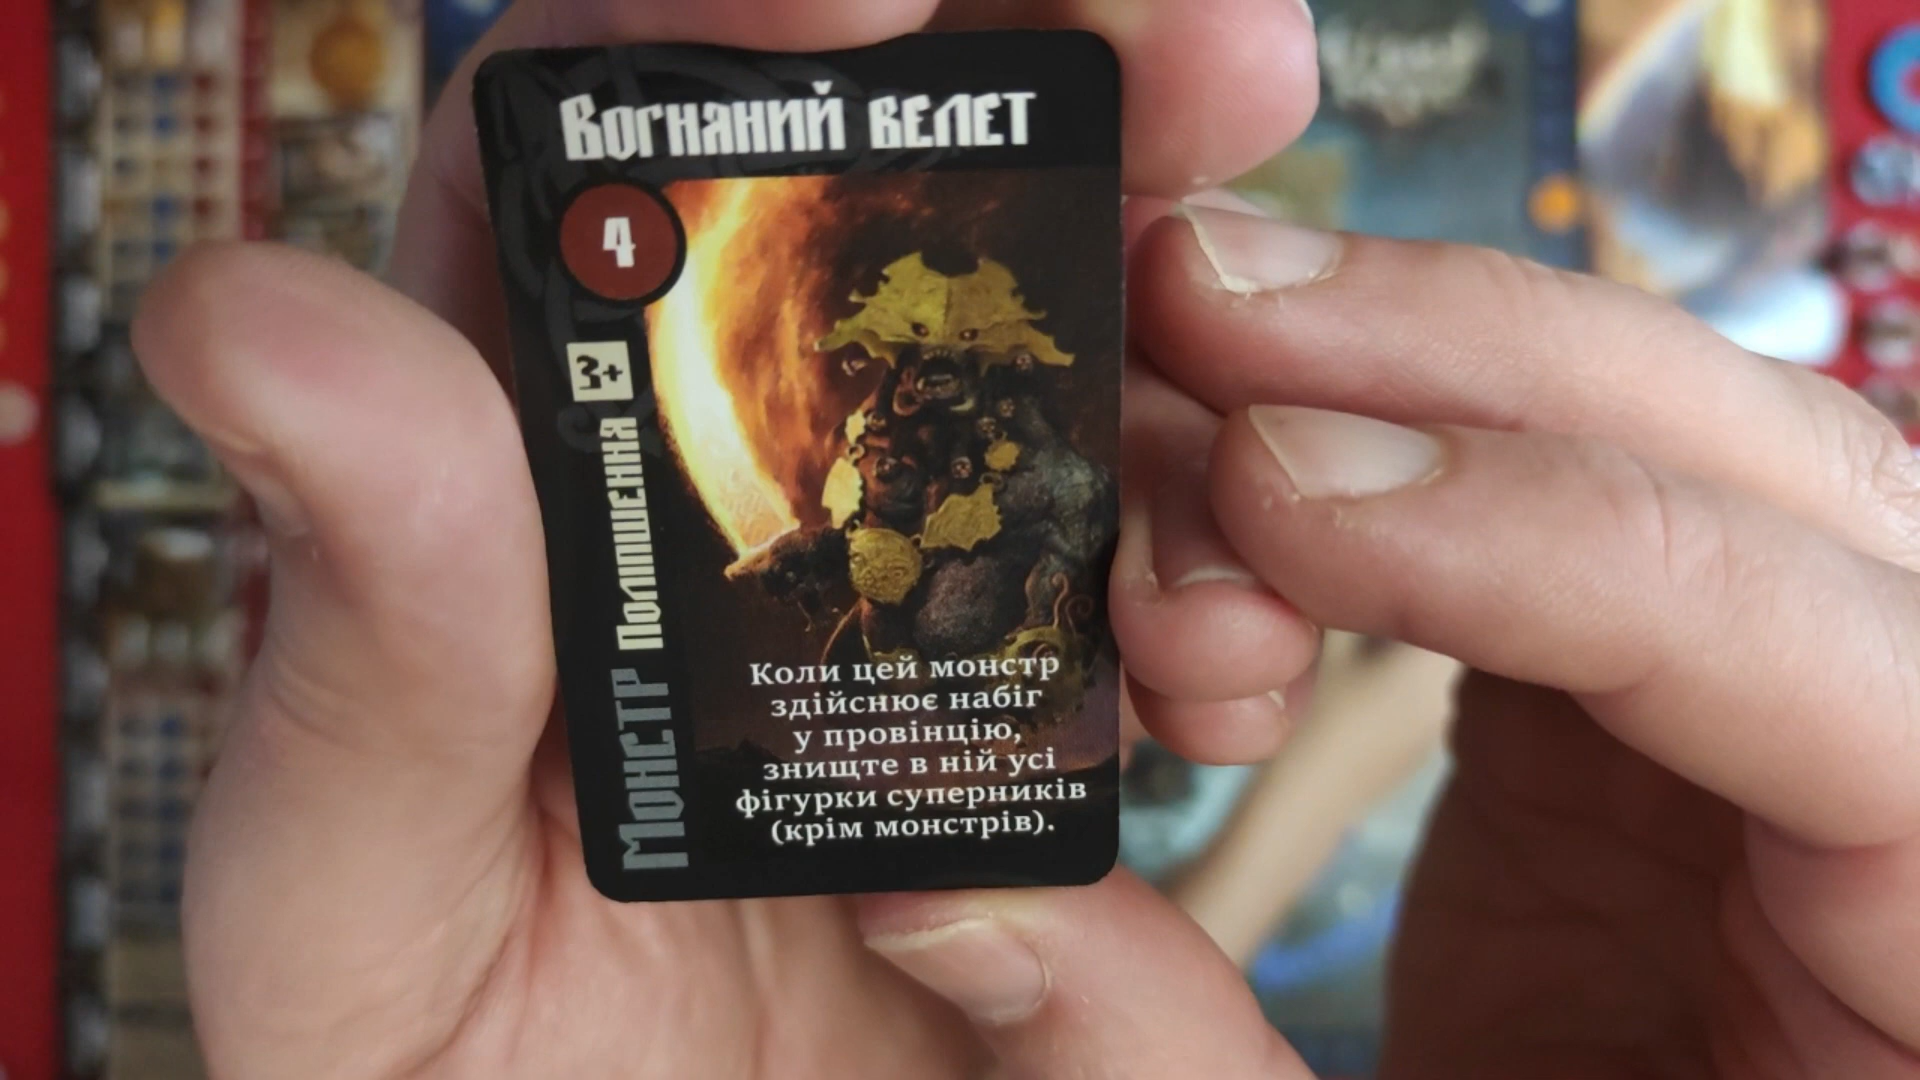 Вогняний велет
4
3+
Поліпшення
Монстр
Коли цей монстр
здійснює набіг
у провінцію,
знищте в ній усі
фігурки суперників
(крім монстрів).